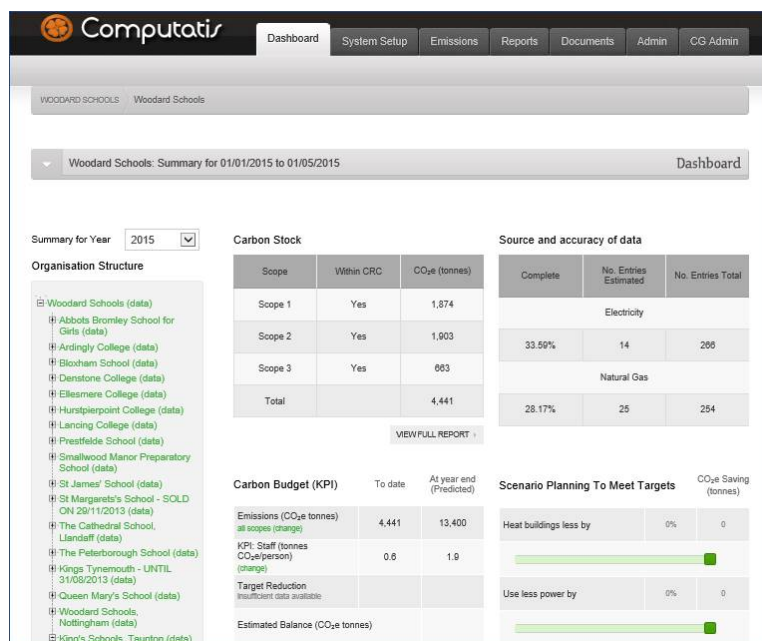 Computatis
Dashboard System Setup Emissions Reports Documents Admin CG Admin
WOODARD SCHOOLS Woodard Schools
Woodard Schools: Summary for 01/01/2015 to 01/05/2015 Dashboard
Summary for Year 2015
Organisation Structure
Woodard Schools (data)
Abbots Bromley School for
Girls (data)
Ardingly College (data)
Bloxham School (data)
Denstone College (data)
Ellesmere College (data)
Hurstpierpoint College (data)
Lancing College (data)
Prestfelde School (data)
Smallwood Manor Preparatory
School (data)
St James' School (data)
St Margarets's School - SOLD
ON 29/11/2013 (data)
The Cathedral School,
Llandaff (data)
The Peterborough School (data)
Kings Tynemouth - UNTIL
31/08/2013 (data)
Queen Mary's School (data)
Woodard Schools,
Nottingham (data)
King's Schools, Taunton (data)
Carbon Stock
Scope Within CRC CO₂e (tonnes)
Scope 1 Yes 1,874
Scope 2 Yes 1,903
Scope 3 Yes 663
Total 4,441
VIEW FULL REPORT
Source and accuracy of data
Complete No. Entries Estimated No. Entries Total
Electricity
33.59% 14 266
Natural Gas
28.17% 25 254
Carbon Budget (KPI) To date At year end (Predicted)
Emissions (CO₂e tonnes) 4,441 13,400
all scopes (change)
KPI: Staff (tonnes
CO₂e/person) 0.6 1.9
(change)
Target Reduction
Insufficient data available
Estimated Balance (CO₂e tonnes)
Scenario Planning To Meet Targets CO₂e Saving (tonnes)
Heat buildings less by 0% 0
Use less power by 0% 0